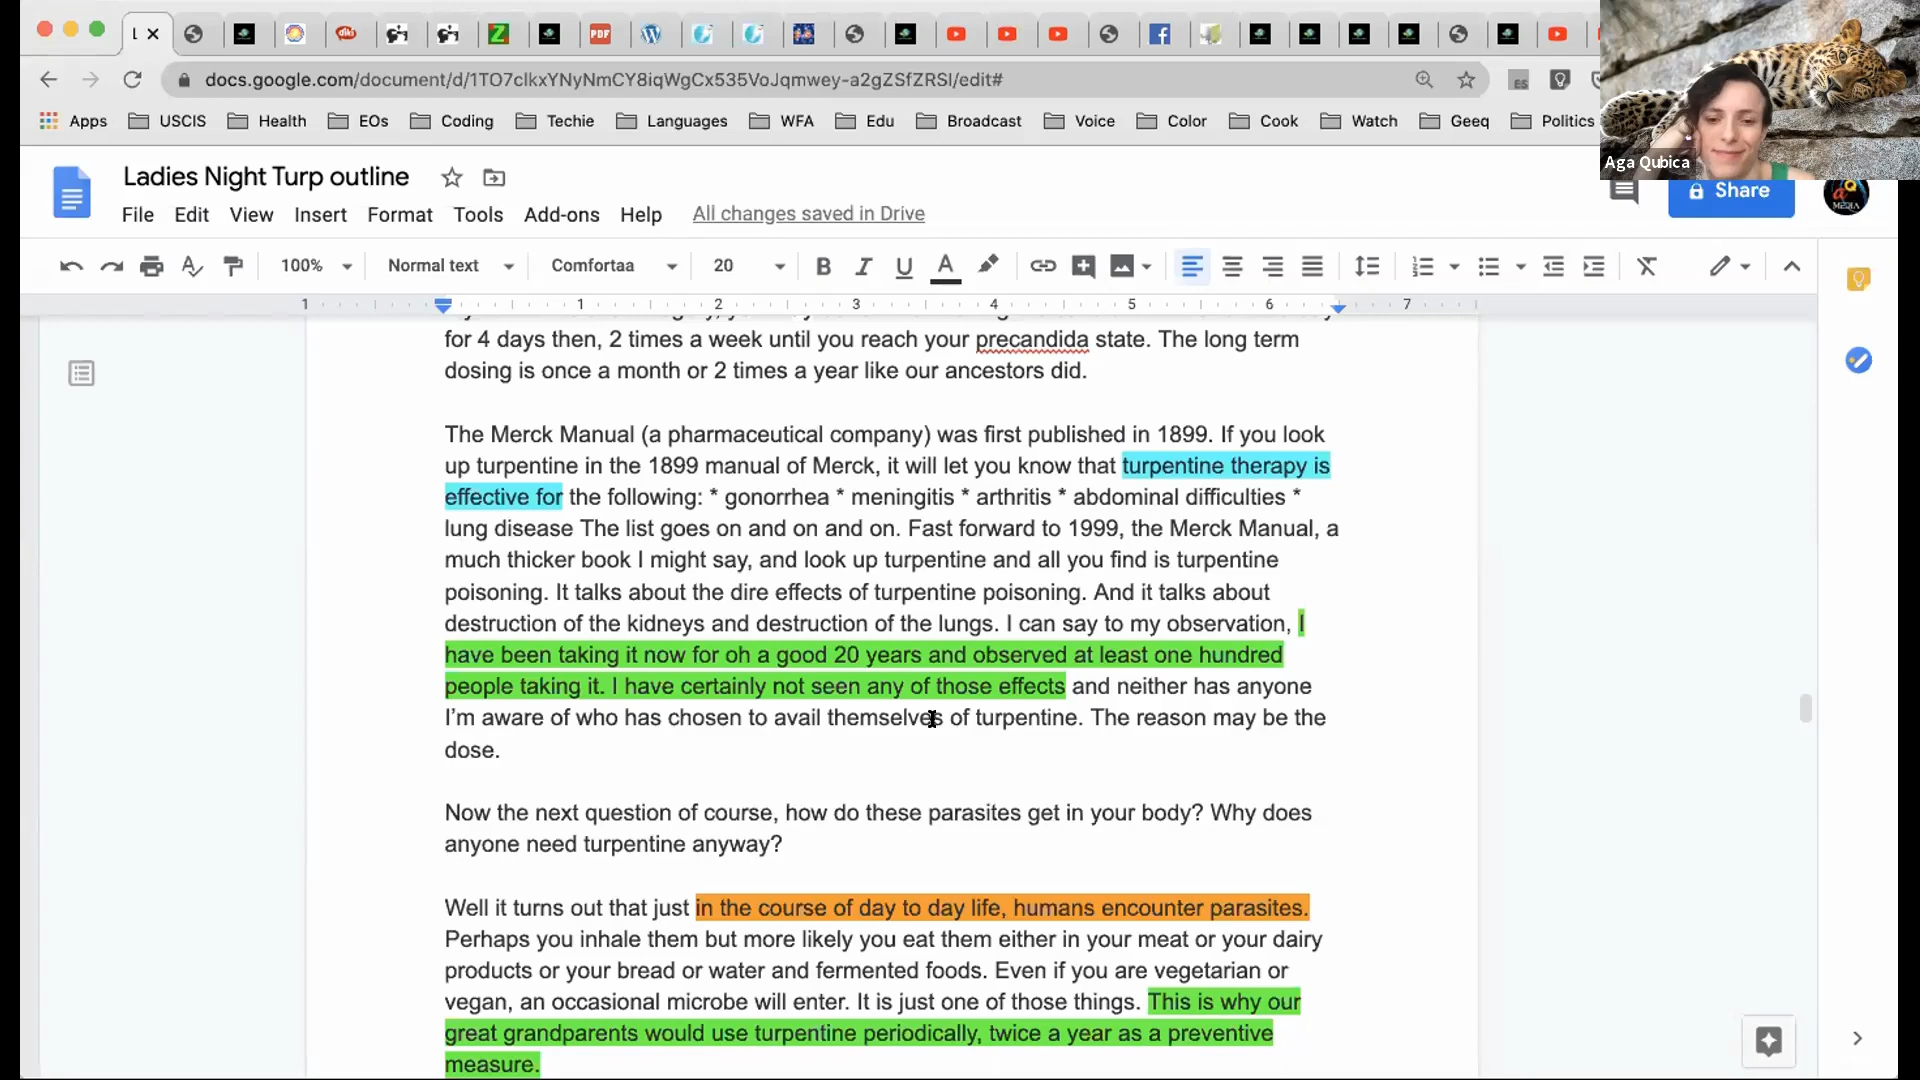 L
diki
PDF
docs.google.com/document/d/1TO7clkxYNyNmCY8iqWgCx535VoJqmwey-a2gZSfZRSI/edit#
ES
Apps USCIS Health EOs Coding Techie Languages WFA Edu Broadcast Voice Color Cook Watch Geeq Politics
Aga Qubica
Ladies Night Turp outline
Share
MEDIA
File Edit View Insert Format Tools Add-ons Help All changes saved in Drive
100% Normal text Comfortaa 20 B I U A
1 1 2 3 4 5 6 7
for 4 days then, 2 times a week until you reach your precandida state. The long term
dosing is once a month or 2 times a year like our ancestors did.
The Merck Manual (a pharmaceutical company) was first published in 1899. If you look
up turpentine in the 1899 manual of Merck, it will let you know that turpentine therapy is
effective for the following: * gonorrhea * meningitis * arthritis * abdominal difficulties *
lung disease The list goes on and on and on. Fast forward to 1999, the Merck Manual, a
much thicker book I might say, and look up turpentine and all you find is turpentine
poisoning. It talks about the dire effects of turpentine poisoning. And it talks about
destruction of the kidneys and destruction of the lungs. I can say to my observation, I
have been taking it now for oh a good 20 years and observed at least one hundred
people taking it. I have certainly not seen any of those effects and neither has anyone
I'm aware of who has chosen to avail themselves of turpentine. The reason may be the
dose.
Now the next question of course, how do these parasites get in your body? Why does
anyone need turpentine anyway?
Well it turns out that just in the course of day to day life, humans encounter parasites.
Perhaps you inhale them but more likely you eat them either in your meat or your dairy
products or your bread or water and fermented foods. Even if you are vegetarian or
vegan, an occasional microbe will enter. It is just one of those things. This is why our
great grandparents would use turpentine periodically, twice a year as a preventive
measure.